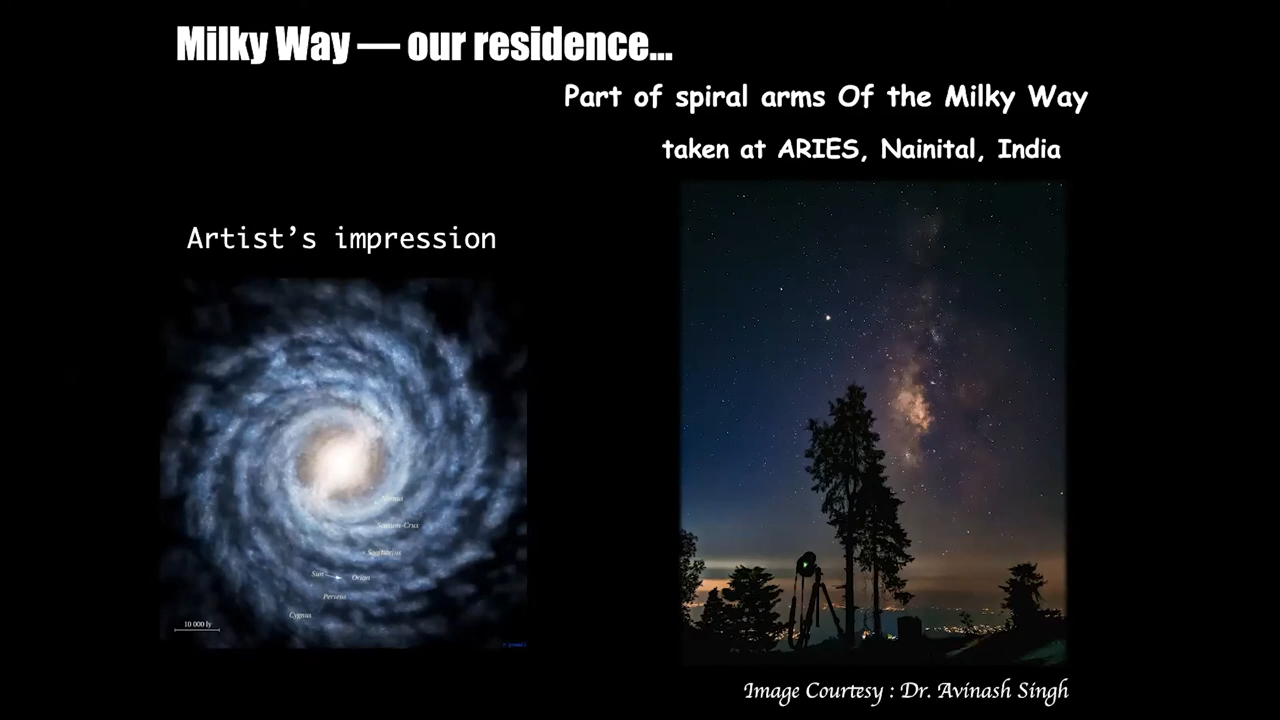 Milky Way — our residence...
Part of spiral arms Of the Milky Way
taken at ARIES, Nainital, India
Artist's impression
Norma
Scutum-Crux
Sagittarius
Sun
Orion
Perseus
Cygnus
10 000 ly
Image Courtesy : Dr. Avinash Singh